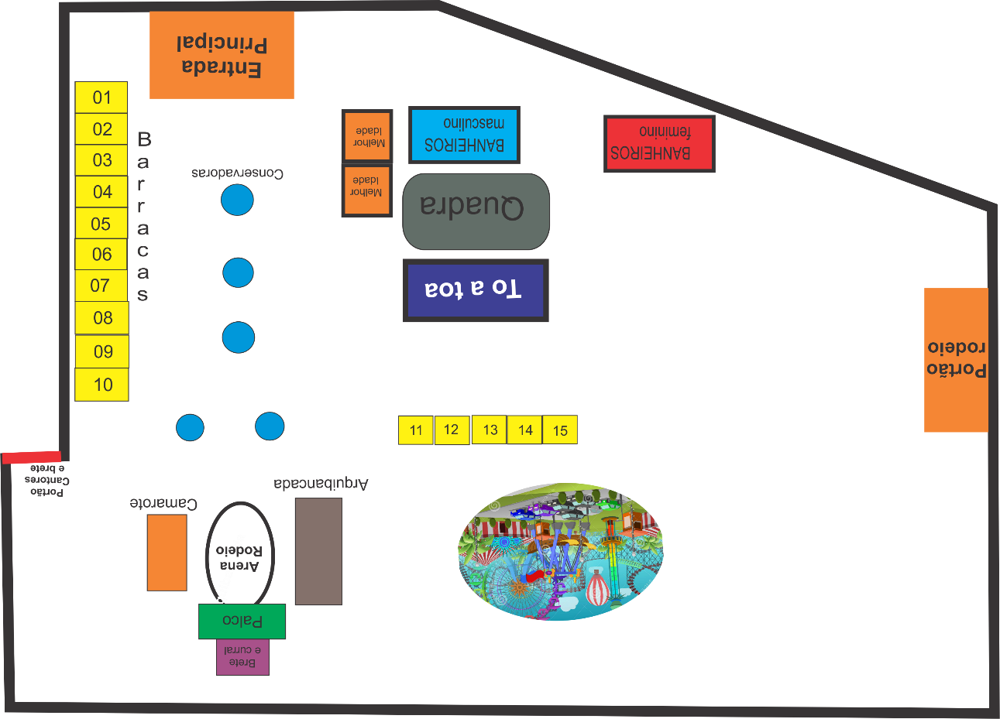 Entrada
Principal
01
02
03
04
05
06
07
08
09
10
Barracas
Conservadoras
Melhor
Idade
Melhor
Idade
BANHEIROS
masculino
BANHEIROS
feminino
Quadra
To a toa
Portão
rodeio
11
12
13
14
15
Portão
Cantores
e brete
Camarote
Arquibancada
Arena
Rodeio
Palco
Brete
e curral